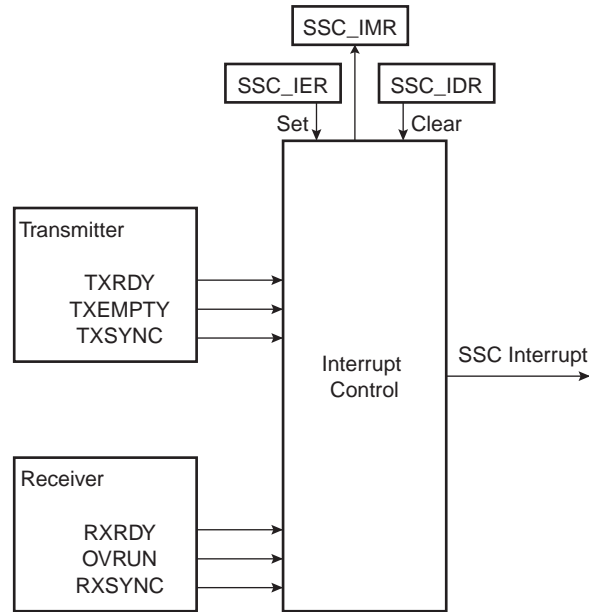 SSC_IMR
SSC_IER
SSC_IDR
Set
Clear
Transmitter
TXRDY
TXEMPTY
TXSYNC
Interrupt
Control
SSC Interrupt
Receiver
RXRDY
OVRUN
RXSYNC